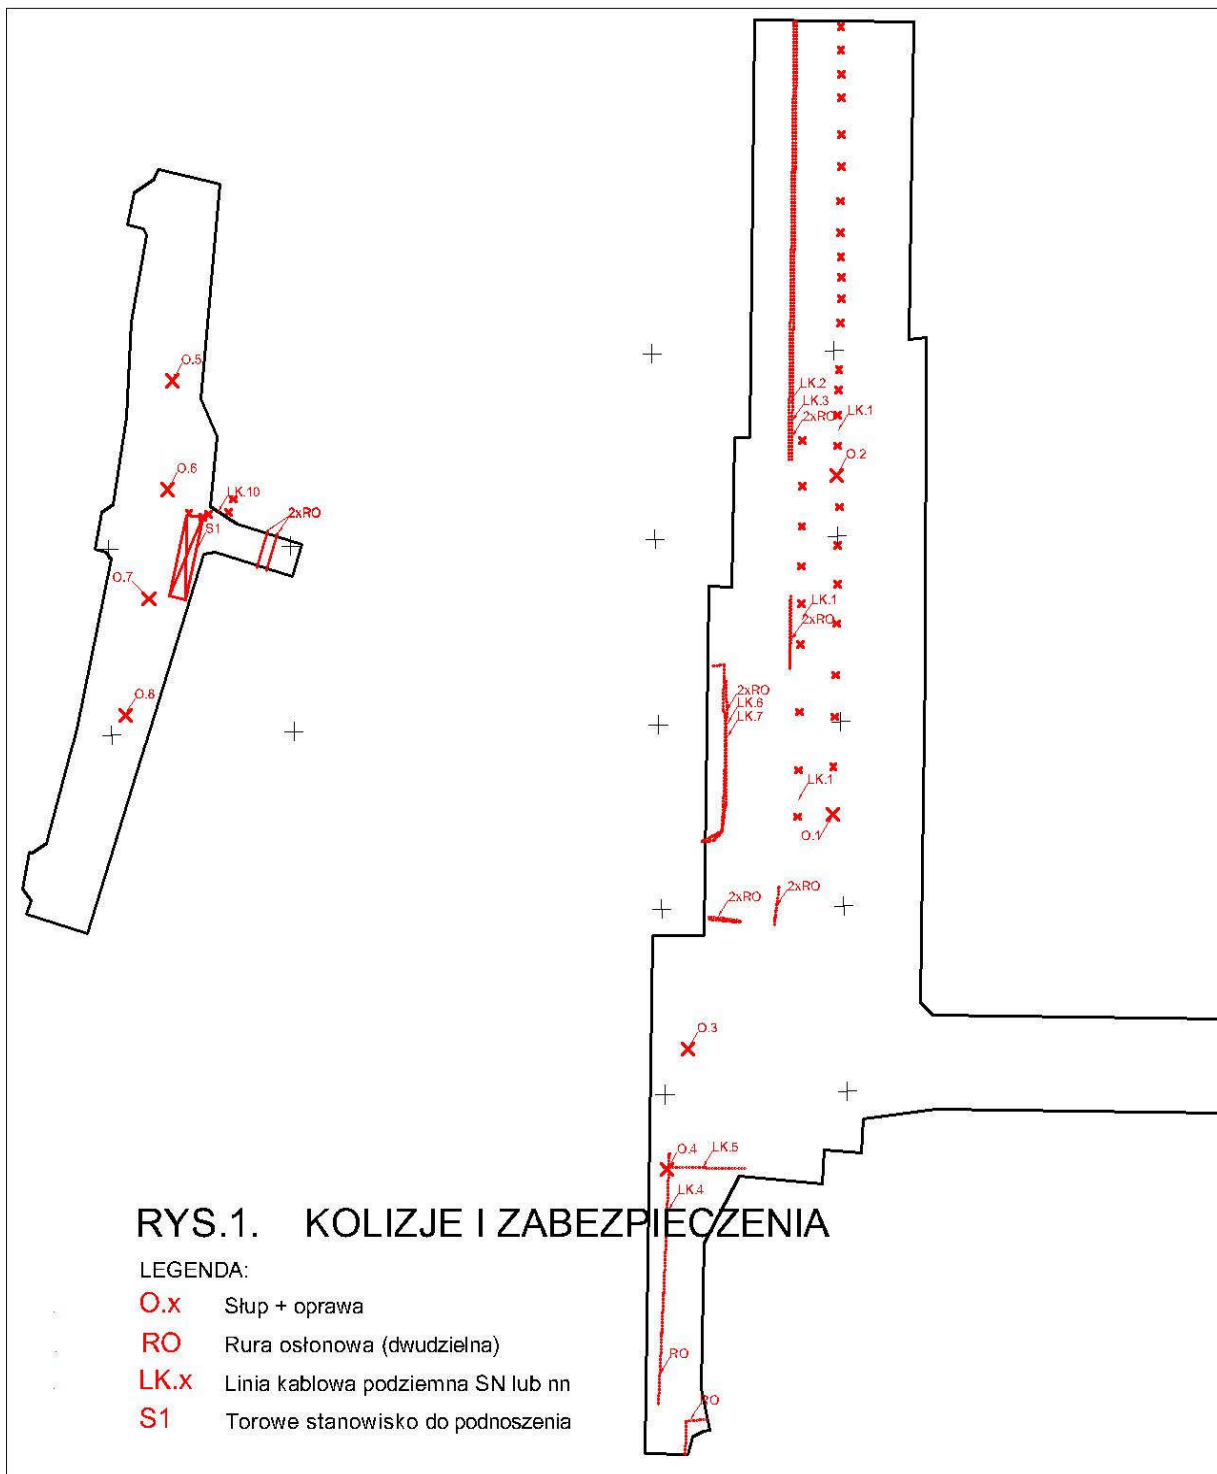 O.5
O.6
LK.10
2xRO
S1
O.7
O.8
LK.2
LK.3
2xRO
LK.1
O.2
LK.1
2xRO
2xRO
LK.6
LK.7
LK.1
O.1
2xRO
2xRO
O.3
O.4
LK.5
LK.4
RO
RO
RYS.1. KOLIZJE I ZABEZPIECZENIA
LEGENDA:
O.x Słup + oprawa
RO Rura osłonowa (dwudzielna)
LK.x Linia kablowa podziemna SN lub nn
S1 Torowe stanowisko do podnoszenia